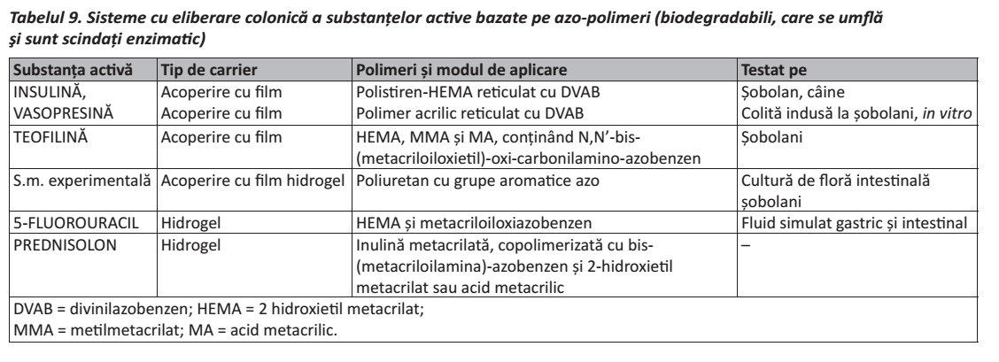 Tabelul 9. Sisteme cu eliberare colonică a substanțelor active bazate pe azo-polimeri (biodegradabili, care se umflă
şi sunt scindați enzimatic)
Substanța activă Tip de carrier Polimeri și modul de aplicare Testat pe
INSULINĂ, Acoperire cu film Polistiren-HEMA reticulat cu DVAB Șobolan, câine
VASOPRESINĂ Acoperire cu film Polimer acrilic reticulat cu DVAB Colită indusă la șobolani, in vitro
TEOFILINĂ Acoperire cu film HEMA, MMA și MA, conținând N,N’-bis- Șobolani
(metacriloiloxietil)-oxi-carbonilamino-azobenzen
S.m. experimentală Acoperire cu film hidrogel Poliuretan cu grupe aromatice azo Cultură de floră intestinală
șobolani
5-FLUOROURACIL Hidrogel HEMA și metacriloiloxiazobenzen Fluid simulat gastric și intestinal
PREDNISOLON Hidrogel Inulină metacrilată, copolimerizată cu bis- –
(metacriloilamina)-azobenzen și 2-hidroxietil
metacrilat sau acid metacrilic
DVAB = divinilazobenzen; HEMA = 2 hidroxietil metacrilat;
MMA = metilmetacrilat; MA = acid metacrilic.